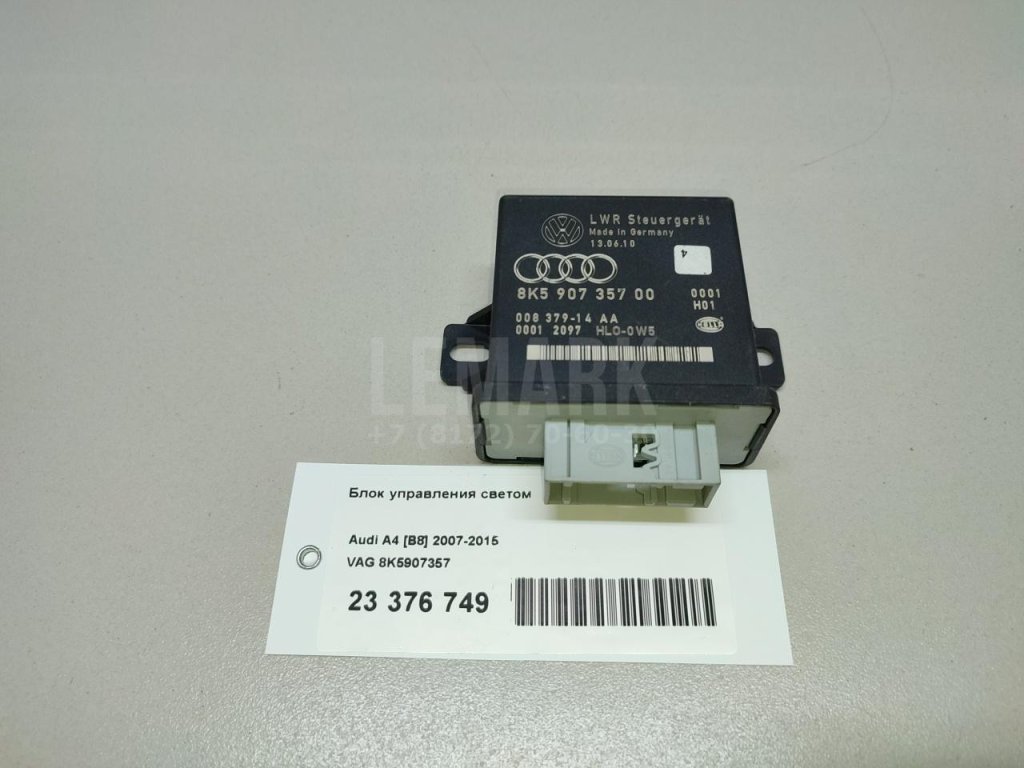 LWR Steuergerät
Made in Germany
13.06.10
4
8K5 907 357 00
0001
H01
008 379-14 AA
0001 2097 HLO-0W5
HELLA
LEMARK
Блок управления светом
Audi A4 [B8] 2007-2015
VAG 8K5907357
23 376 749